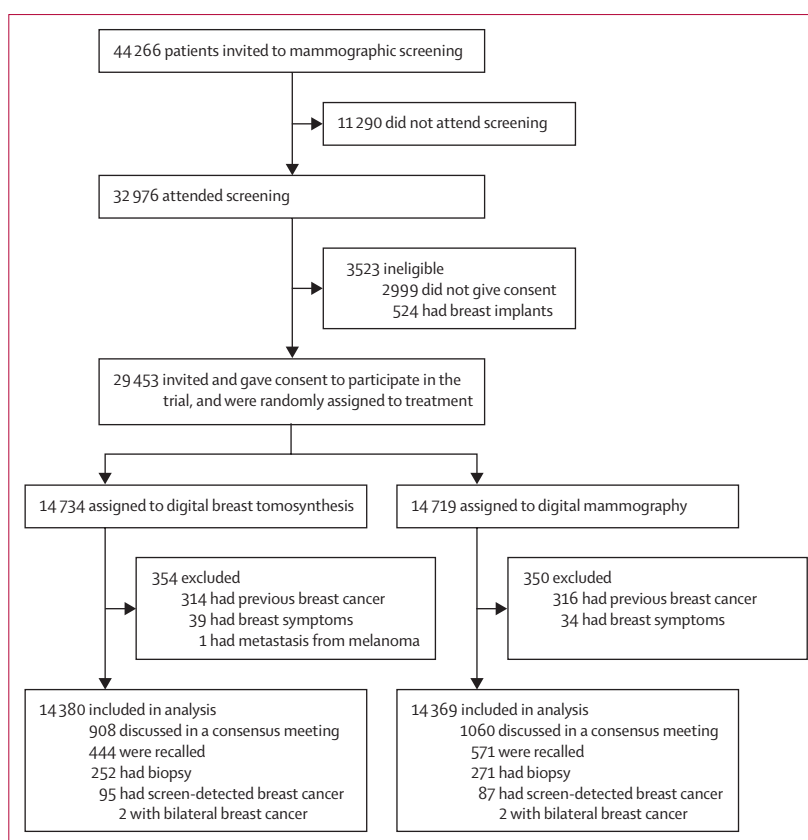 44 266 patients invited to mammographic screening
11 290 did not attend screening
32 976 attended screening
3523 ineligible
2999 did not give consent
524 had breast implants
29 453 invited and gave consent to participate in the
trial, and were randomly assigned to treatment
14 734 assigned to digital breast tomosynthesis
14 719 assigned to digital mammography
354 excluded
314 had previous breast cancer
39 had breast symptoms
1 had metastasis from melanoma
350 excluded
316 had previous breast cancer
34 had breast symptoms
14 380 included in analysis
908 discussed in a consensus meeting
444 were recalled
252 had biopsy
95 had screen-detected breast cancer
2 with bilateral breast cancer
14 369 included in analysis
1060 discussed in a consensus meeting
571 were recalled
271 had biopsy
87 had screen-detected breast cancer
2 with bilateral breast cancer